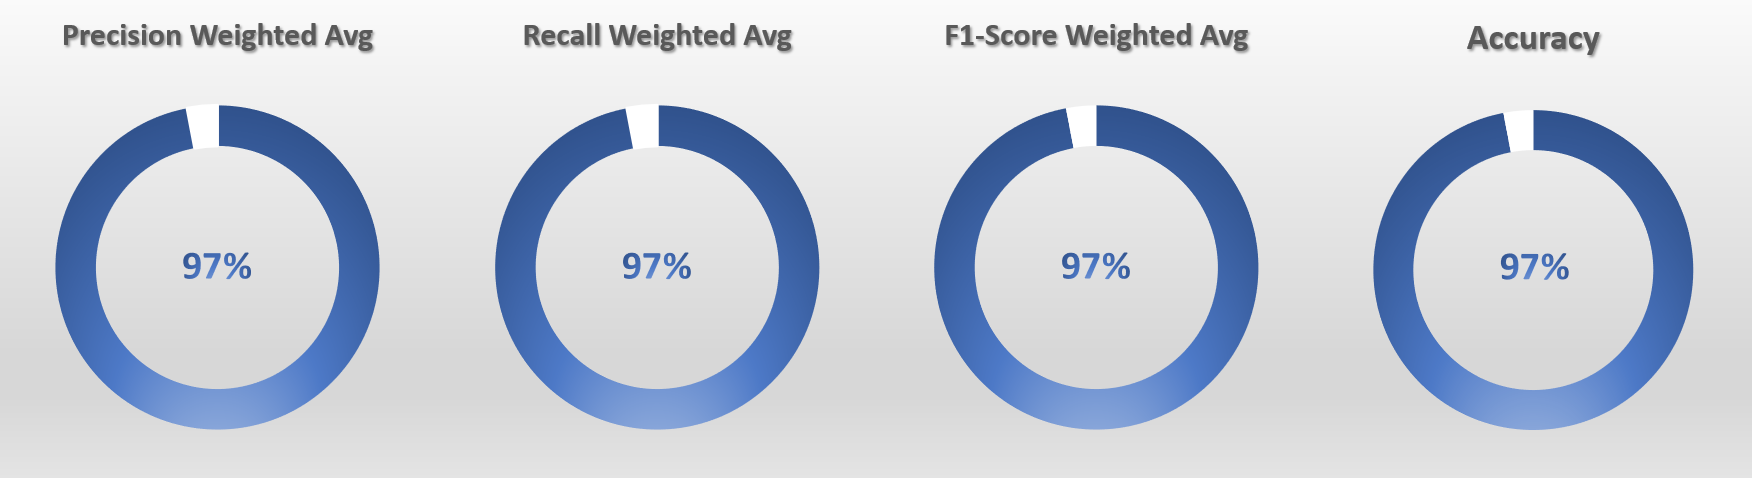 Precision Weighted Avg
Recall Weighted Avg
F1-Score Weighted Avg
Accuracy
97%
97%
97%
97%